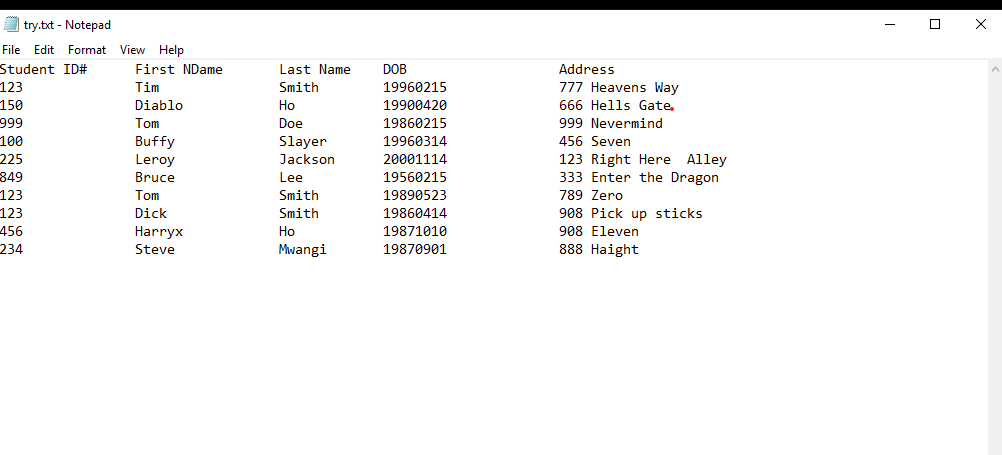 try.txt - Notepad
File Edit Format View Help
Student ID# First NDame Last Name DOB Address
123 Tim Smith 19960215 777 Heavens Way
150 Diablo Ho 19900420 666 Hells Gate
999 Tom Doe 19860215 999 Nevermind
100 Buffy Slayer 19960314 456 Seven
225 Leroy Jackson 20001114 123 Right Here  Alley
849 Bruce Lee 19560215 333 Enter the Dragon
123 Tom Smith 19890523 789 Zero
123 Dick Smith 19860414 908 Pick up sticks
456 Harryx Ho 19871010 908 Eleven
234 Steve Mwangi 19870901 888 Haight